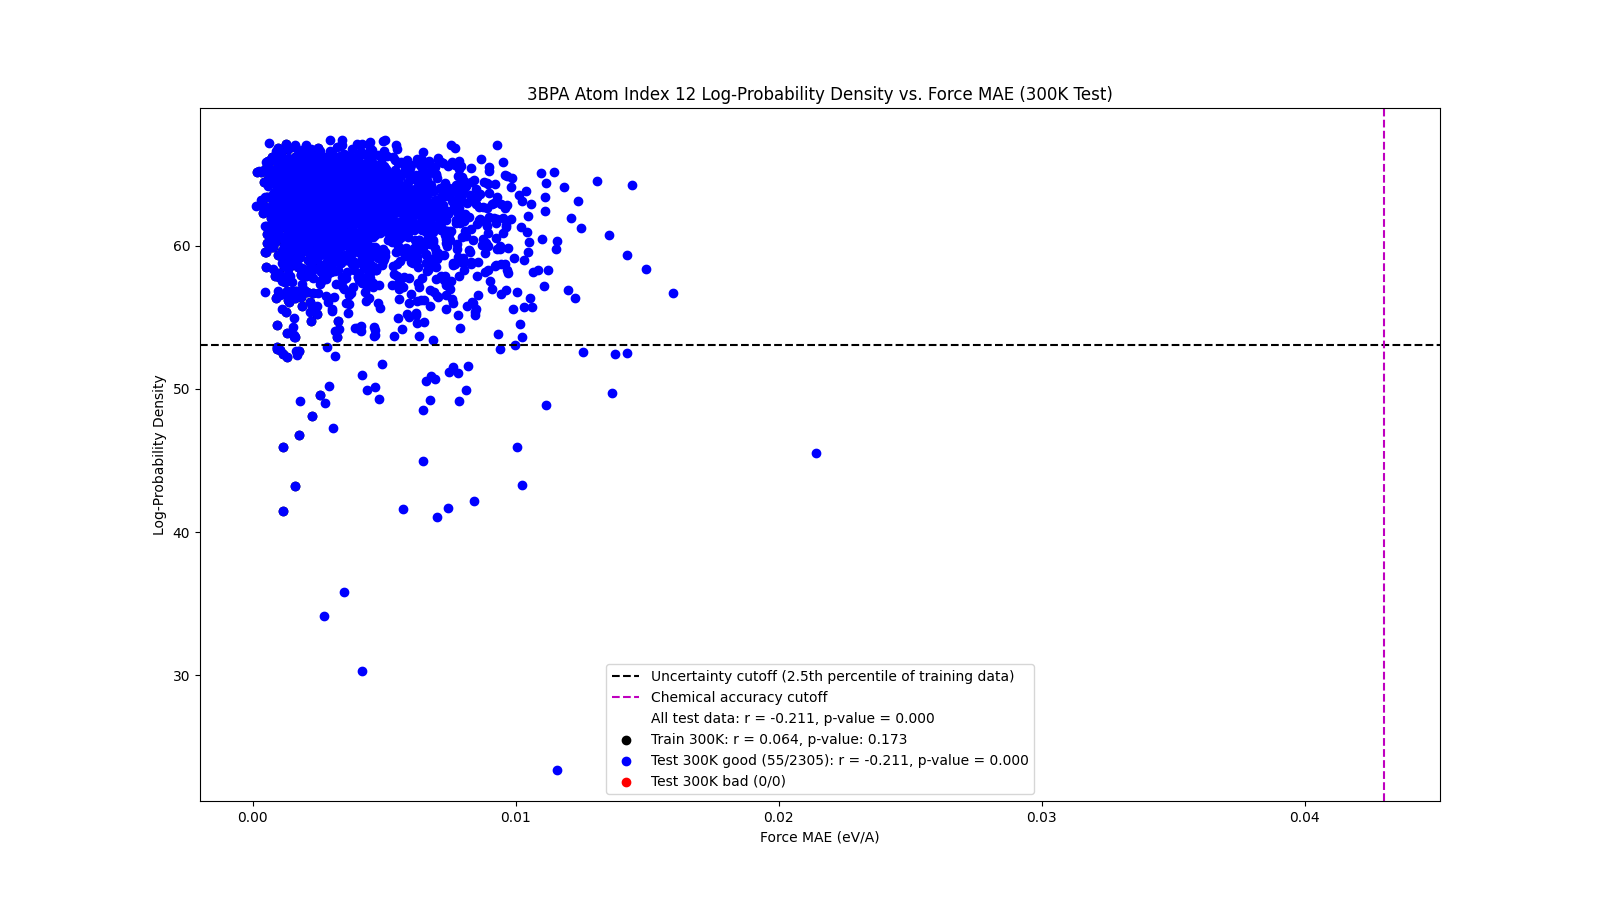 3BPA Atom Index 12 Log-Probability Density vs. Force MAE (300K Test)
Log-Probability Density
60
50
40
30
Uncertainty cutoff (2.5th percentile of training data)
Chemical accuracy cutoff
All test data: r = -0.211, p-value = 0.000
Train 300K: r = 0.064, p-value: 0.173
Test 300K good (55/2305): r = -0.211, p-value = 0.000
Test 300K bad (0/0)
0.00 0.01 0.02 0.03 0.04
Force MAE (eV/A)